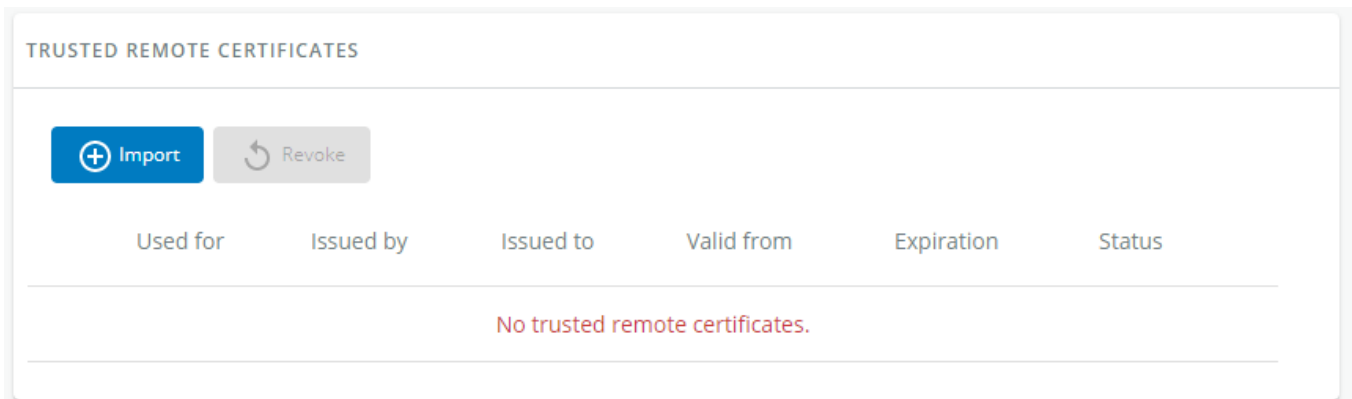 TRUSTED REMOTE CERTIFICATES
Import Revoke
Used for Issued by Issued to Valid from Expiration Status
No trusted remote certificates.